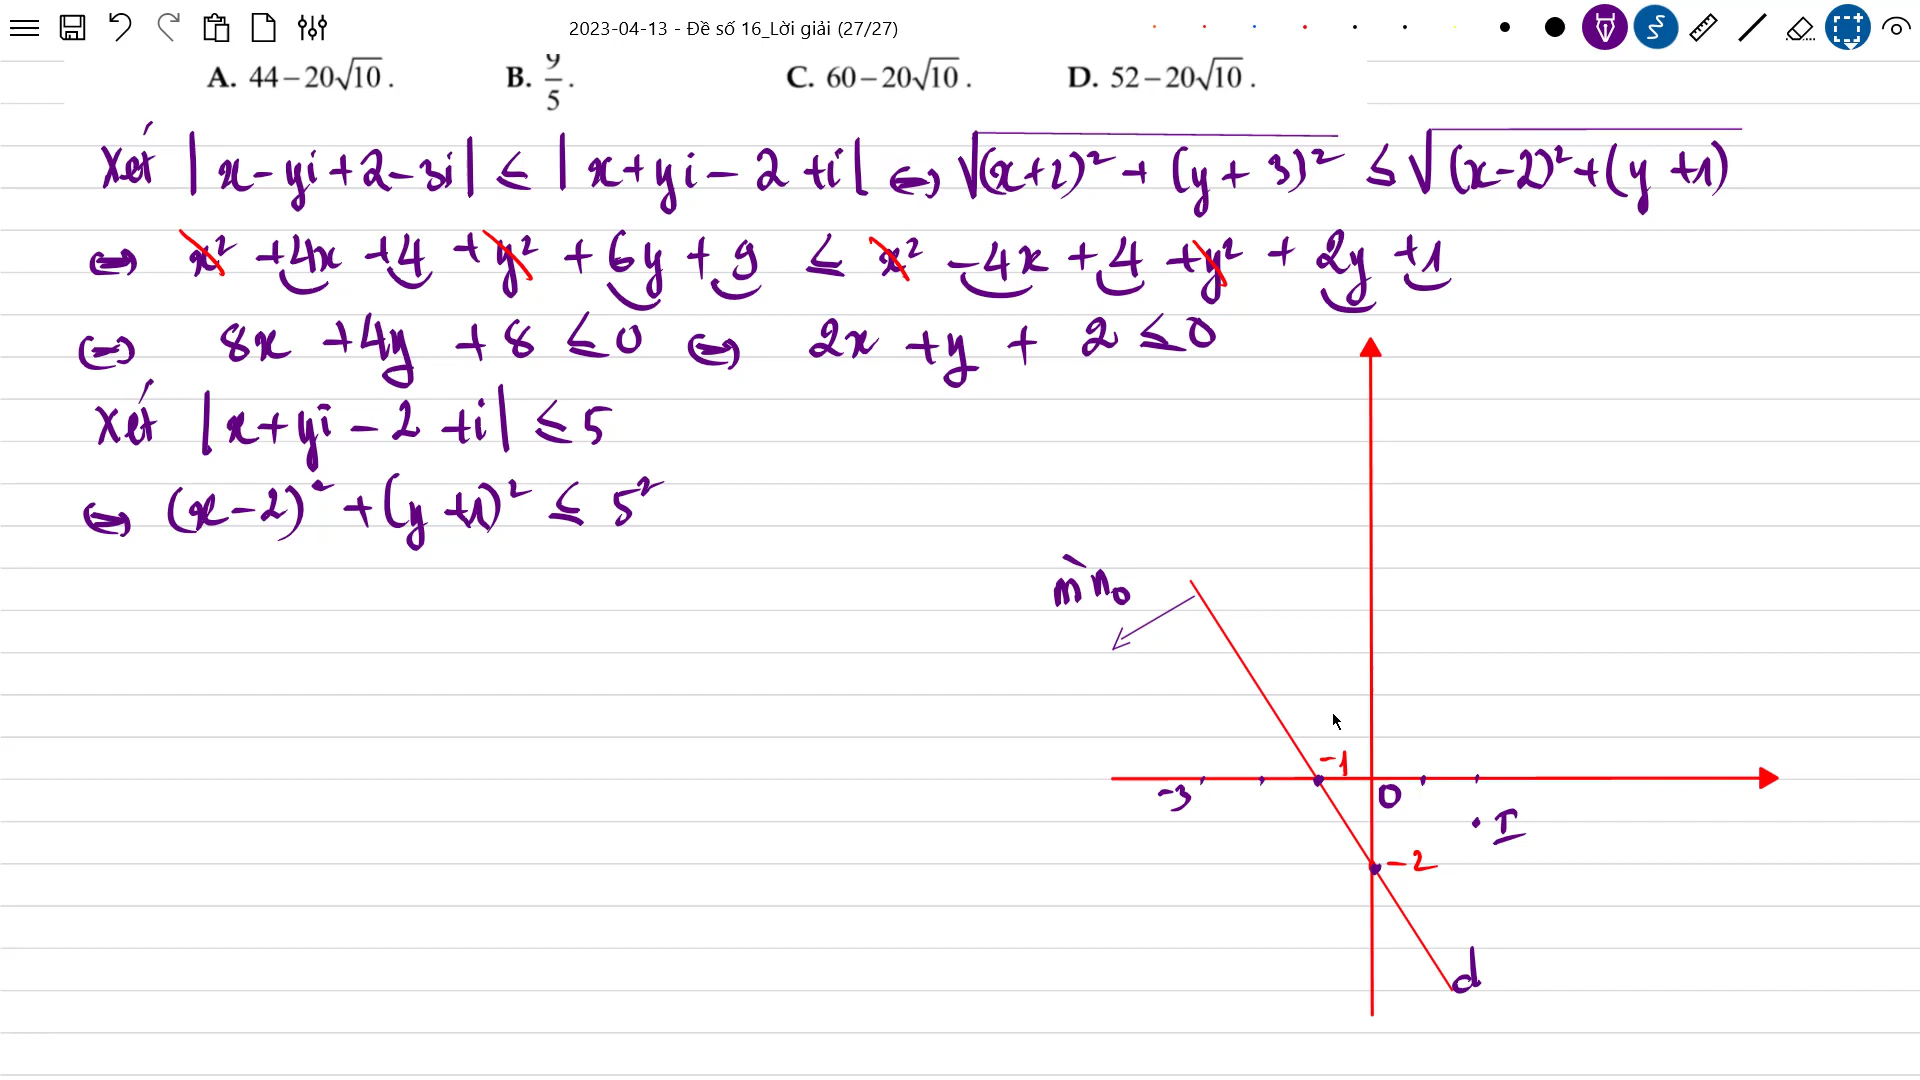 2023-04-13 - Đề số 16_Lời giải (27/27)
A. 44−20√10 . B. 9/5 . C. 60−20√10 . D. 52−20√10 .
Xét |x−yi+2−3i| ≤ |x+yi−2+i| ⇔ √(x+2)²+(y+3)² ≤ √(x−2)²+(y+1)
⇔ x²+4x+4+y²+6y+9 ≤ x²−4x+4+y²+2y+1
⇔ 8x+4y+8≤0 ⇔ 2x+y+2≤0
Xét |x+yi−2+i| ≤5
⇔ (x−2)²+(y+1)² ≤ 5²
-1
-3
0
I
-2
d